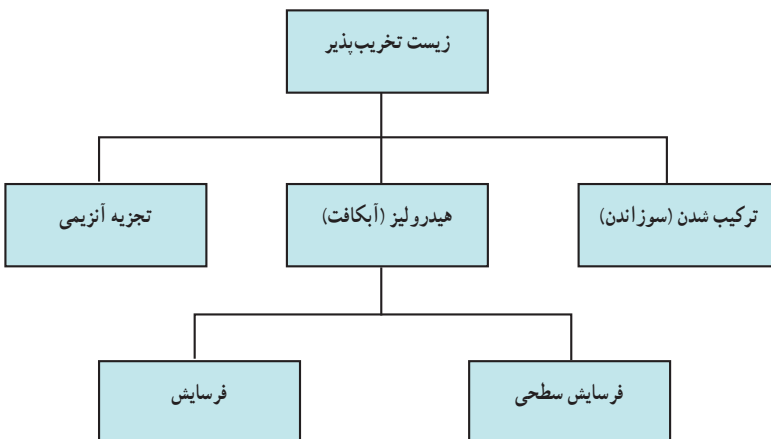 زیست تخریب‌پذیر
ترکیب شدن (سوزاندن)
هیدرولیز (آبکافت)
تجزیه آنزیمی
فرسایش سطحی
فرسایش